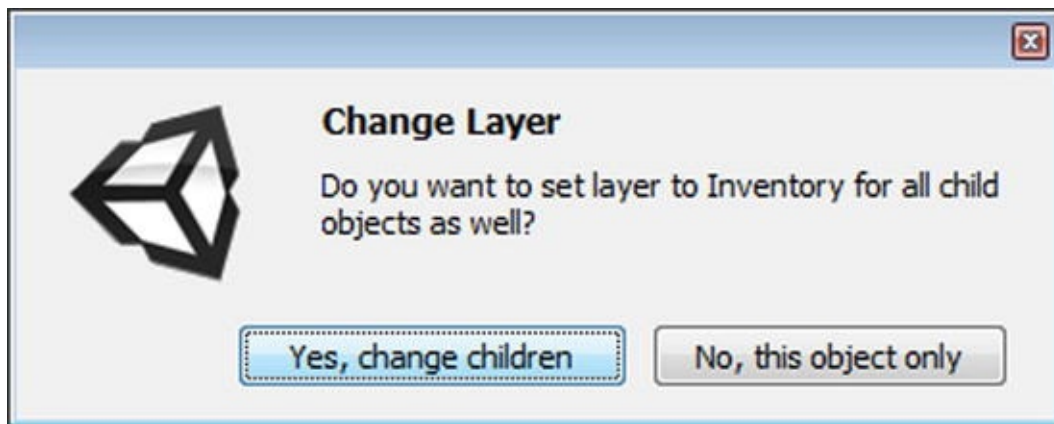 Change Layer
Do you want to set layer to Inventory for all child
objects as well?
Yes, change children
No, this object only